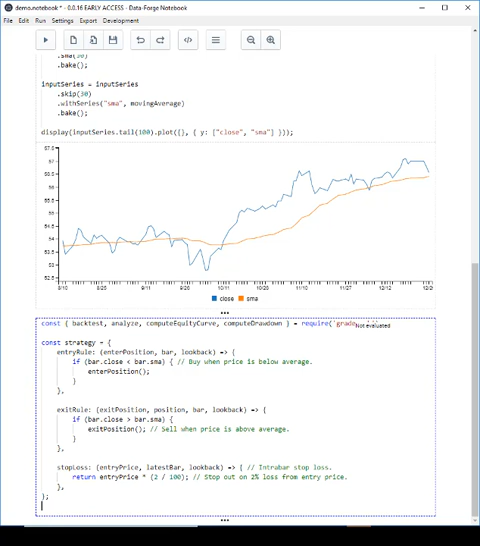 demo.notebook * - 0.0.16 EARLY ACCESS - Data-Forge Notebook
File Edit Run Settings Export Development
.sma(30)
.bake();
inputSeries = inputSeries
.skip(30)
.withSeries("sma", movingAverage)
.bake();
display(inputSeries.tail(100).plot({}, { y: ["close", "sma"] }));
67.5
67
56.5
56
55.5
55
54.5
54
53.5
53
52.5
8/10
8/25
9/11
9/26
10/11
10/26
11/10
11/27
12/12
12/29
close sma
const { backtest, analyze, computeEquityCurve, computeDrawdown } = require('grade
Not evaluated
const strategy = {
entryRule: (enterPosition, bar, lookback) => {
if (bar.close < bar.sma) { // Buy when price is below average.
enterPosition();
}
},
exitRule: (exitPosition, position, bar, lookback) => {
if (bar.close > bar.sma) {
exitPosition(); // Sell when price is above average.
}
},
stopLoss: (entryPrice, latestBar, lookback) => { // Intrabar stop loss.
return entryPrice * (2 / 100); // Stop out on 2% loss from entry price.
},
};